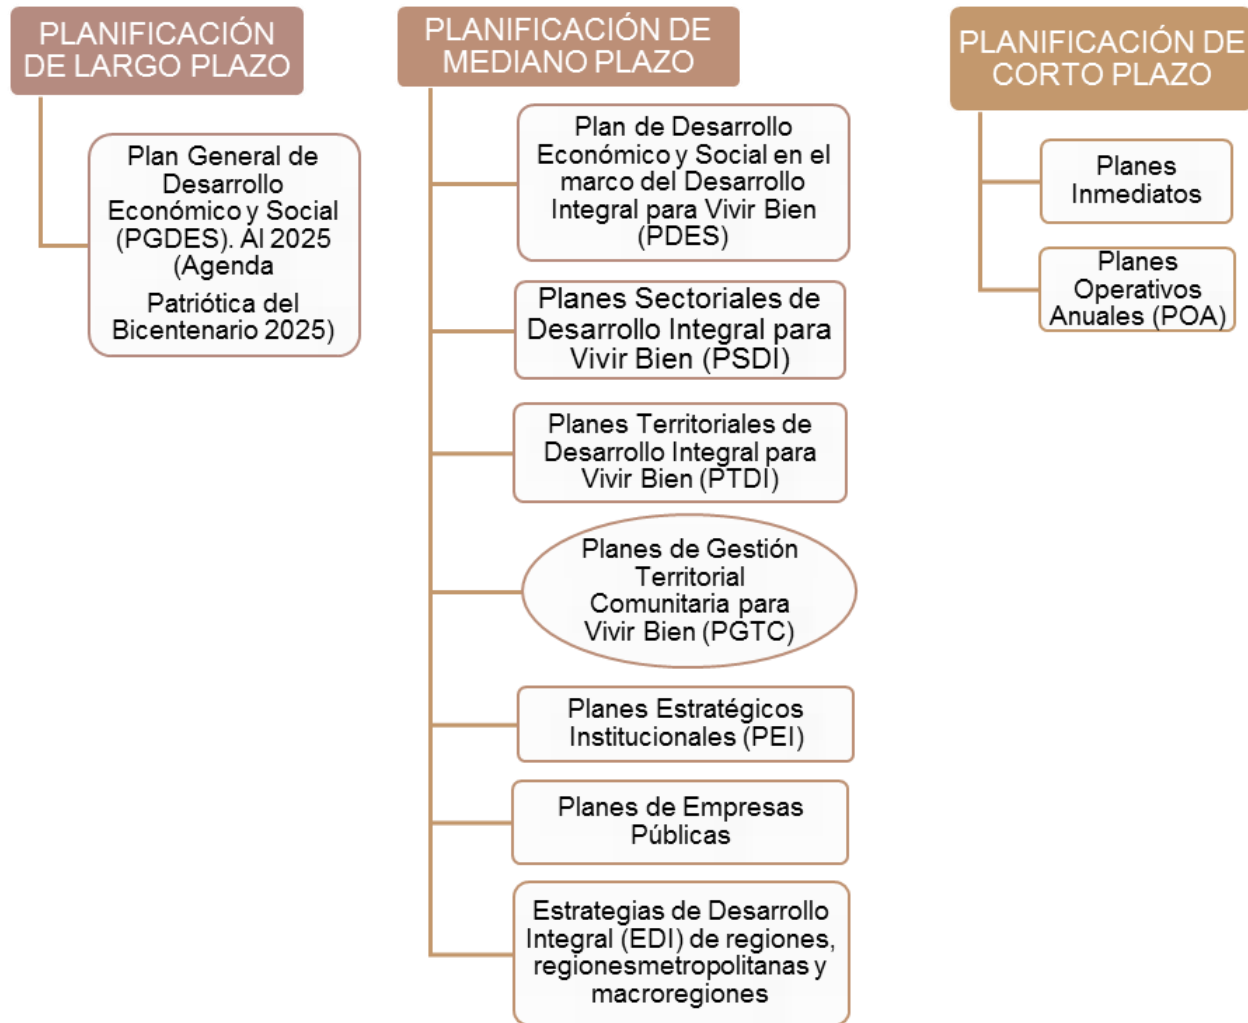 PLANIFICACIÓN
DE LARGO PLAZO
Plan General de
Desarrollo
Económico y Social
(PGDES). Al 2025
(Agenda
Patriótica del
Bicentenario 2025)
PLANIFICACIÓN DE
MEDIANO PLAZO
Plan de Desarrollo
Económico y Social en el
marco del Desarrollo
Integral para Vivir Bien
(PDES)
Planes Sectoriales de
Desarrollo Integral para
Vivir Bien (PSDI)
Planes Territoriales de
Desarrollo Integral para
Vivir Bien (PTDI)
Planes de Gestión
Territorial
Comunitaria para
Vivir Bien (PGTC)
Planes Estratégicos
Institucionales (PEI)
Planes de Empresas
Públicas
Estrategias de Desarrollo
Integral (EDI) de regiones,
regionesmetropolitanas y
macroregiones
PLANIFICACIÓN DE
CORTO PLAZO
Planes
Inmediatos
Planes
Operativos
Anuales (POA)